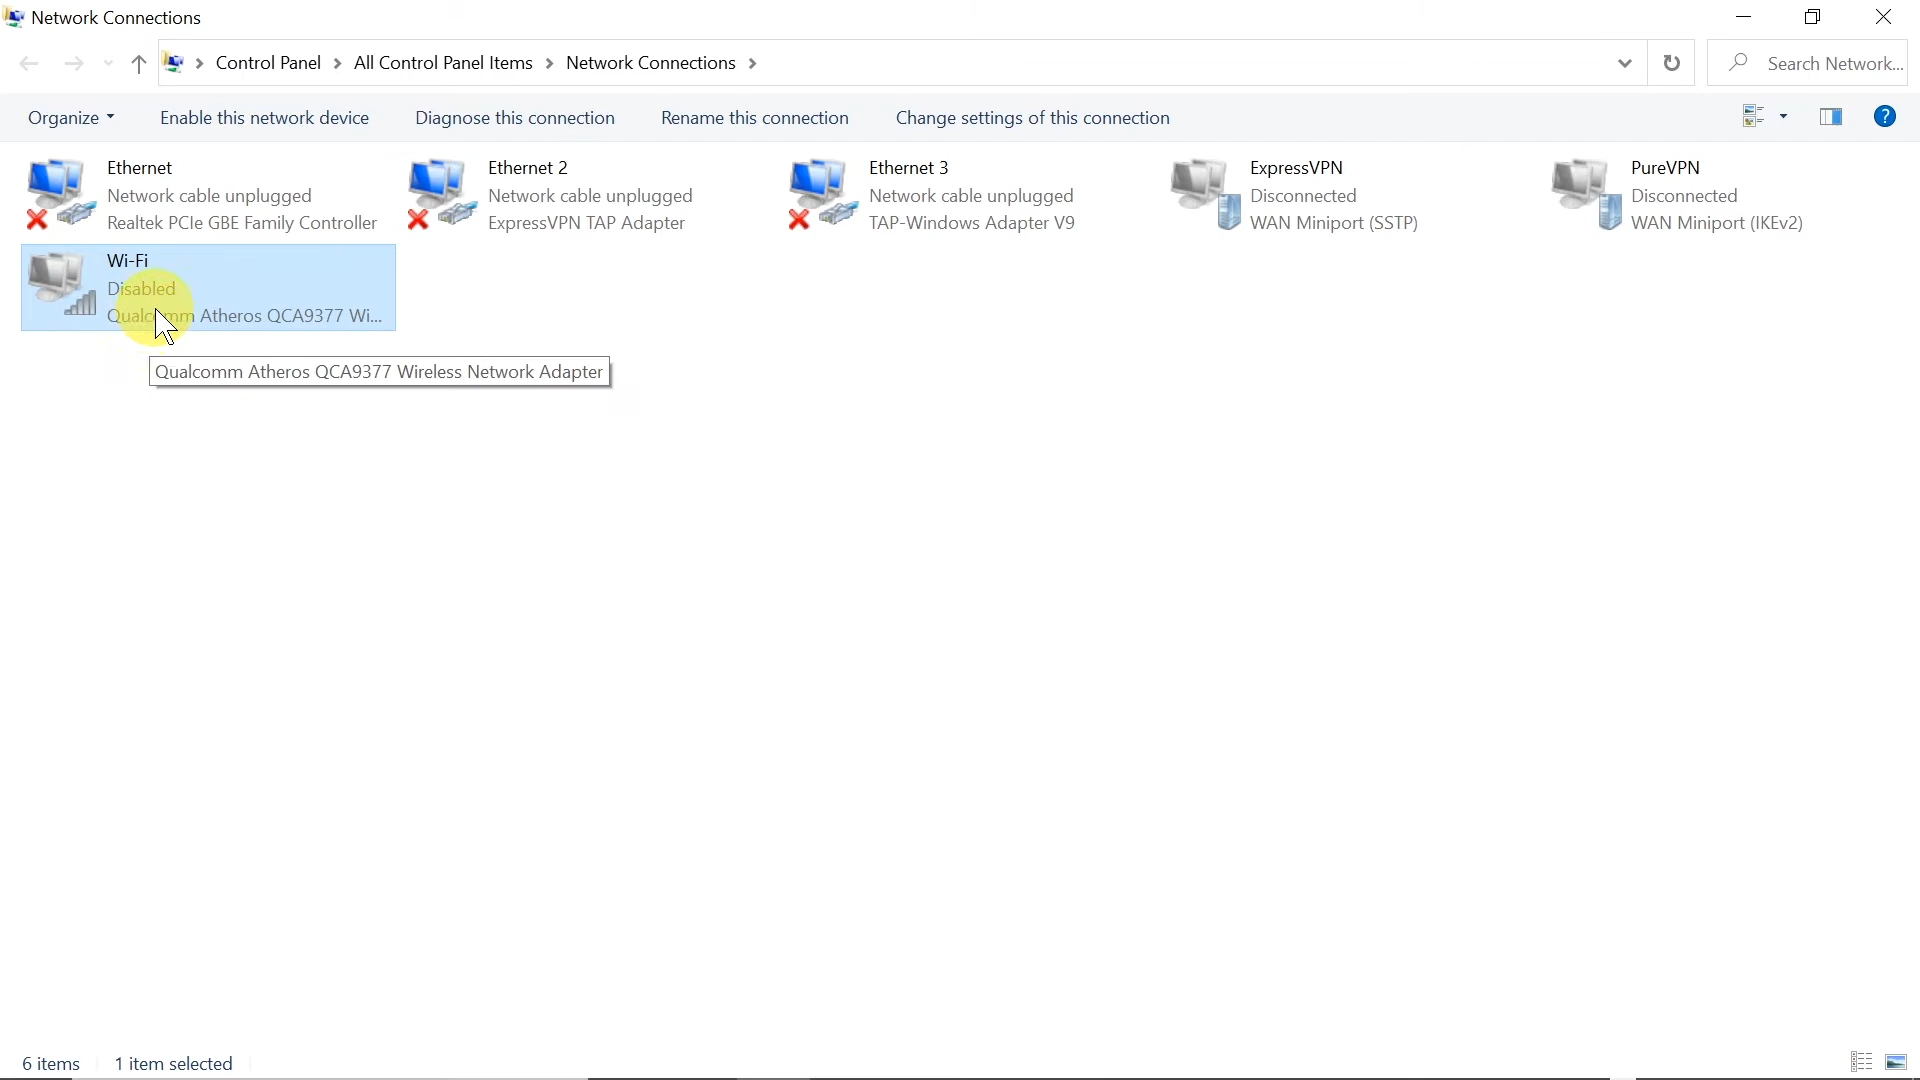 Network Connections
Control Panel > All Control Panel Items > Network Connections >
Search Network...
Organize
Enable this network device
Diagnose this connection
Rename this connection
Change settings of this connection
?
Ethernet
Network cable unplugged
Realtek PCIe GBE Family Controller
Ethernet 2
Network cable unplugged
ExpressVPN TAP Adapter
Ethernet 3
Network cable unplugged
TAP-Windows Adapter V9
ExpressVPN
Disconnected
WAN Miniport (SSTP)
PureVPN
Disconnected
WAN Miniport (IKEv2)
Wi-Fi
Disabled
Qualcomm Atheros QCA9377 Wi...
Qualcomm Atheros QCA9377 Wireless Network Adapter
6 items
1 item selected